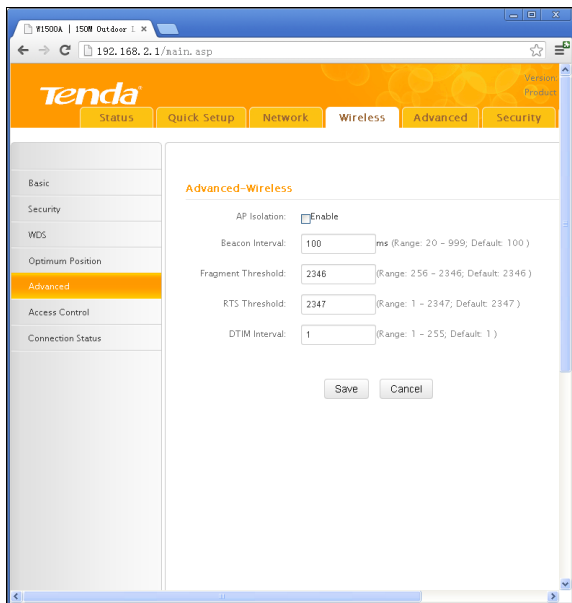 W1500A | 150M Outdoor L
192.168.2.1/main.asp
Version:
Product
Tenda
Status Quick Setup Network Wireless Advanced Security
Basic
Security
WDS
Optimum Position
Advanced
Access Control
Connection Status
Advanced-Wireless
AP Isolation: Enable
Beacon Interval: 100 ms (Range: 20 - 999; Default: 100 )
Fragment Threshold: 2346 (Range: 256 - 2346; Default: 2346 )
RTS Threshold: 2347 (Range: 1 - 2347; Default: 2347 )
DTIM Interval: 1 (Range: 1 - 255; Default: 1 )
Save Cancel